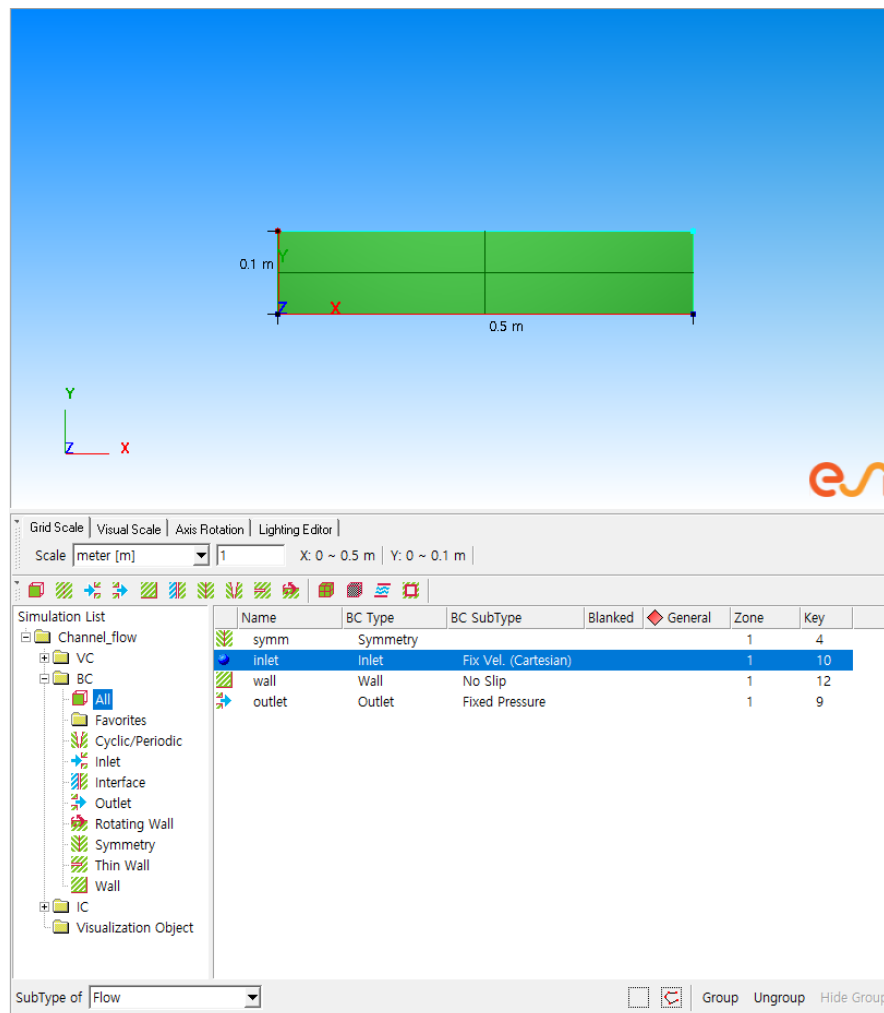 0.1 m
Y
Z
X
0.5 m
Y
Z
X
Grid Scale Visual Scale Axis Rotation Lighting Editor
Scale meter [m] 1 X: 0 ~ 0.5 m Y: 0 ~ 0.1 m
Simulation List
Channel_flow
VC
BC
All
Favorites
Cyclic/Periodic
Inlet
Interface
Outlet
Rotating Wall
Symmetry
Thin Wall
Wall
IC
Visualization Object
Name BC Type BC SubType Blanked General Zone Key
symm Symmetry 1 4
inlet Inlet Fix Vel. (Cartesian) 1 10
wall Wall No Slip 1 12
outlet Outlet Fixed Pressure 1 9
SubType of Flow Group Ungroup Hide Group